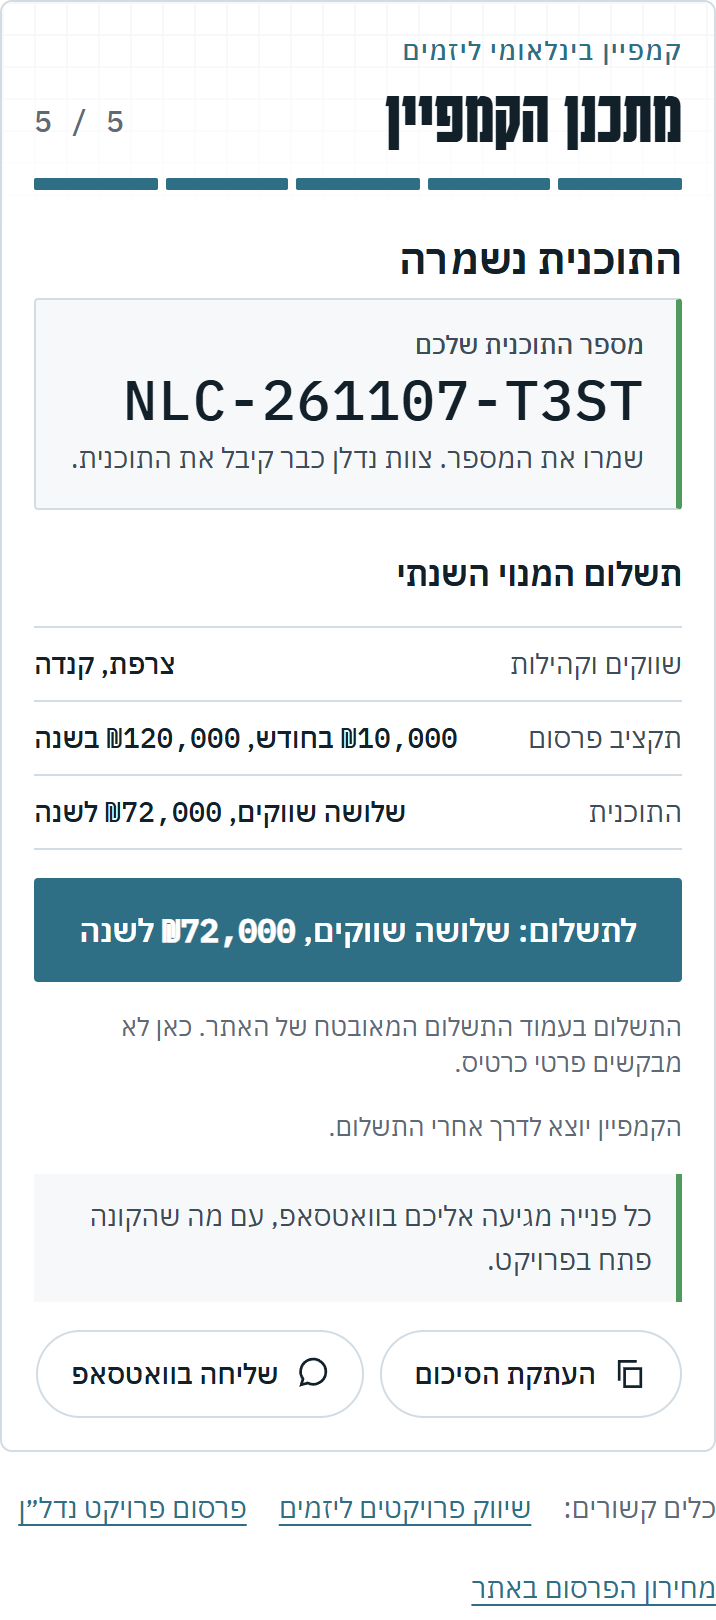 קמפיין בינלאומי ליזמים
מתכנן הקמפיין
5 / 5
התוכנית נשמרה
מספר התוכנית שלכם
NLC-261107-T3ST
שמרו את המספר. צוות נדלן כבר קיבל את התוכנית.
תשלום המנוי השנתי
שווקים וקהילות
צרפת, קנדה
תקציב פרסום
₪10,000 בחודש, ₪120,000 בשנה
התוכנית
שלושה שווקים, ₪72,000 לשנה
לתשלום: שלושה שווקים, ₪72,000 לשנה
התשלום בעמוד התשלום המאובטח של האתר. כאן לא
מבקשים פרטי כרטיס.
הקמפיין יוצא לדרך אחרי התשלום.
כל פנייה מגיעה אליכם בוואטסאפ, עם מה שהקונה
פתח בפרויקט.
העתקת הסיכום
שליחה בוואטסאפ
כלים קשורים: שיווק פרויקטים ליזמים פרסום פרויקט נדל״ן
מחירון הפרסום באתר